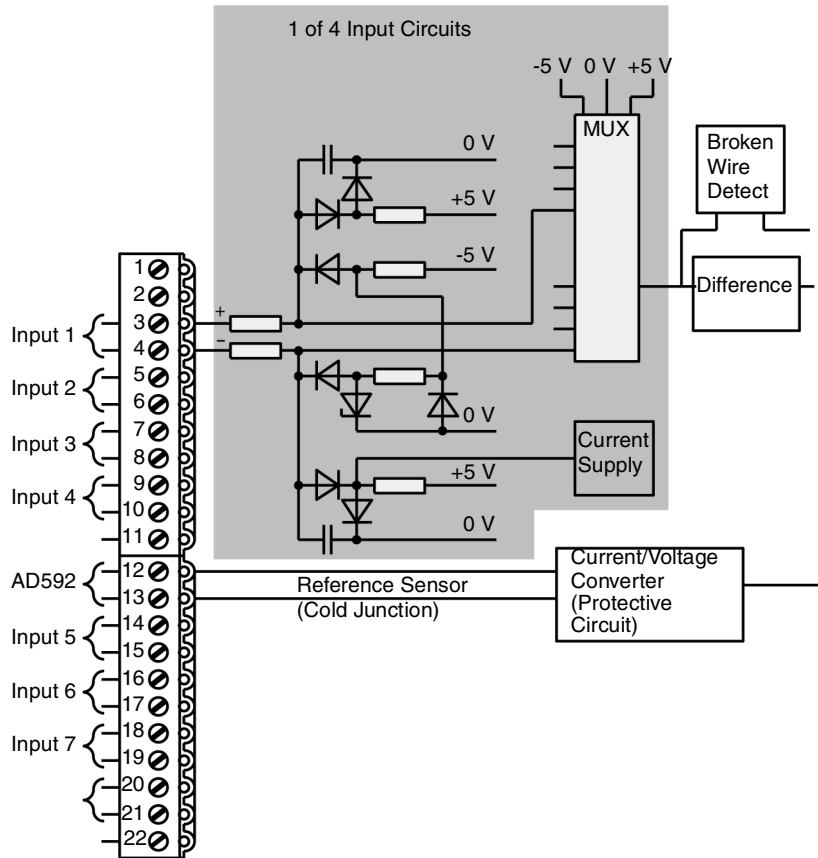 1 of 4 Input Circuits
-5 V 0 V +5 V
MUX
Broken
Wire
Detect
0 V
+5 V
-5 V
Difference
1
2
Input 1
3
+
4
−
Input 2
5
6
0 V
Input 3
7
8
Current
Supply
Input 4
9
10
+5 V
11
0 V
AD592
12
13
Reference Sensor
(Cold Junction)
Current/Voltage
Converter
(Protective
Circuit)
Input 5
14
15
Input 6
16
17
Input 7
18
19
20
21
22